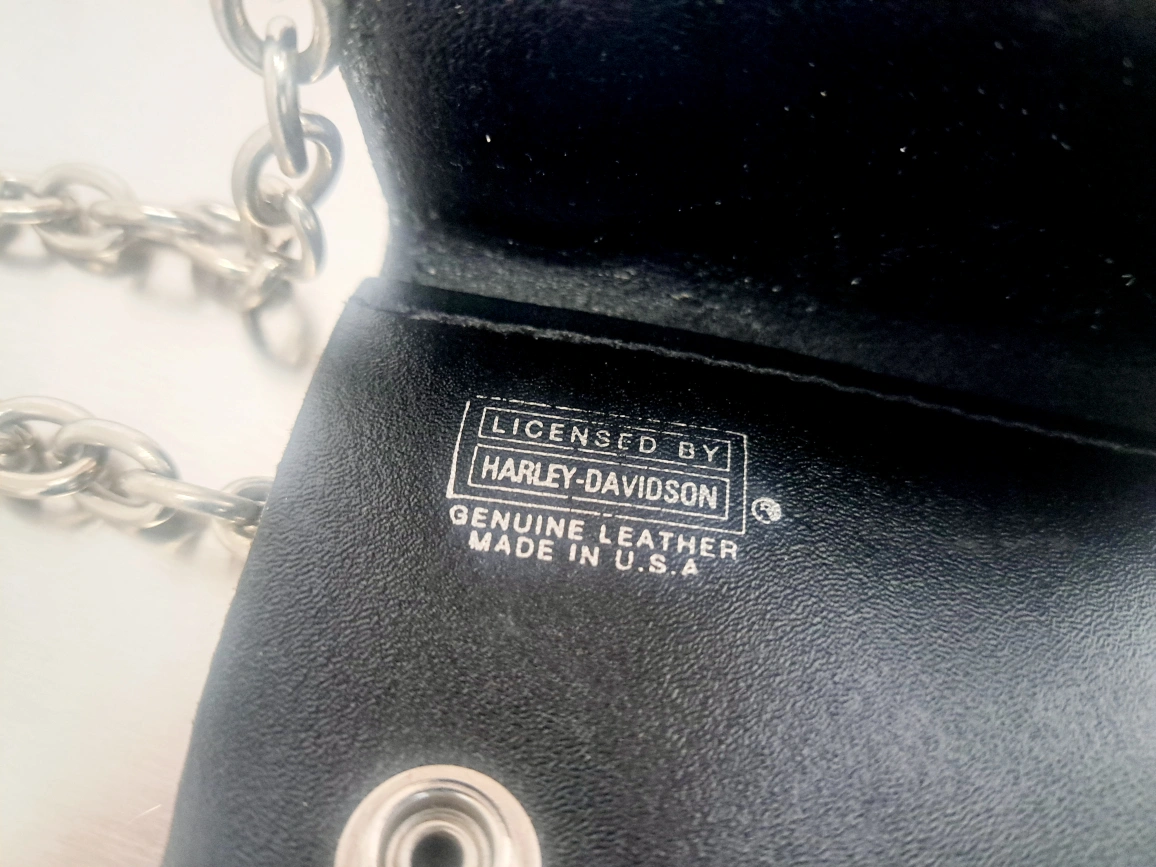 LICENSED BY
HARLEY-DAVIDSON
®
GENUINE LEATHER
MADE IN U.S.A